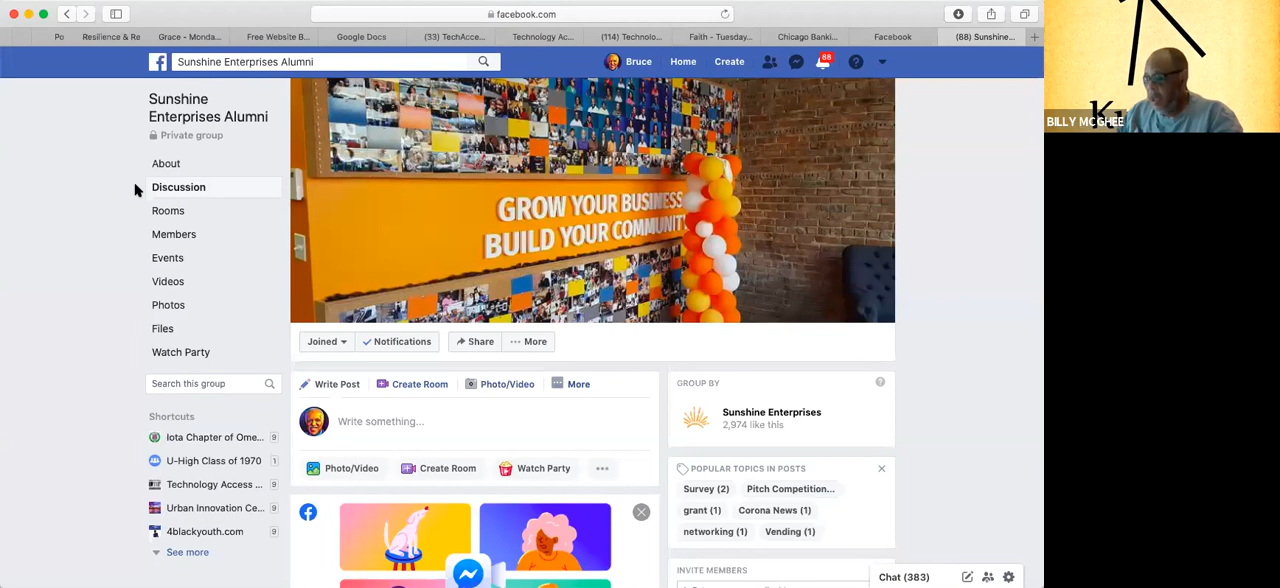 facebook.com
Po
Resilience & Re
Grace - Monda...
Free Website B...
Google Docs
(33) TechAcce...
Technology Ac...
(114) Technolo...
Faith - Tuesday...
Chicago Banki...
Facebook
(88) Sunshine...
Sunshine Enterprises Alumni
Bruce
Home
Create
88
K
BILLY MCGHEE
Sunshine
Enterprises Alumni
Private group
About
Discussion
Rooms
Members
Events
Videos
Photos
Files
Watch Party
Search this group
Shortcuts
Iota Chapter of Ome... 9
U-High Class of 1970 1
Technology Access ... 9
Urban Innovation Ce... 9
4blackyouth.com 9
See more
GROW YOUR BUSINESS
BUILD YOUR COMMUNIT
Joined
Notifications
Share
More
Write Post
Create Room
Photo/Video
More
Write something...
Photo/Video
Create Room
Watch Party
GROUP BY
Sunshine Enterprises
2,974 like this
POPULAR TOPICS IN POSTS
Survey (2)
Pitch Competition...
grant (1)
Corona News (1)
networking (1)
Vending (1)
INVITE MEMBERS
Chat (383)